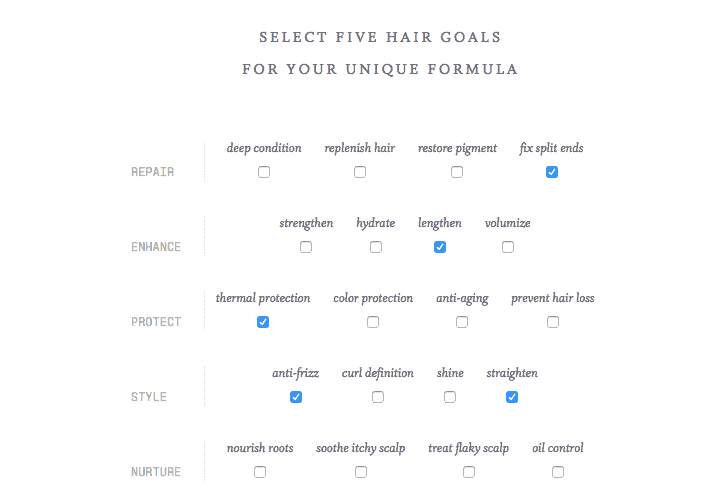 SELECT FIVE HAIR GOALS
FOR YOUR UNIQUE FORMULA
deep condition replenish hair restore pigment fix split ends
REPAIR
strengthen hydrate lengthen volumize
ENHANCE
thermal protection color protection anti-aging prevent hair loss
PROTECT
anti-frizz curl definition shine straighten
STYLE
nourish roots soothe itchy scalp treat flaky scalp oil control
NURTURE